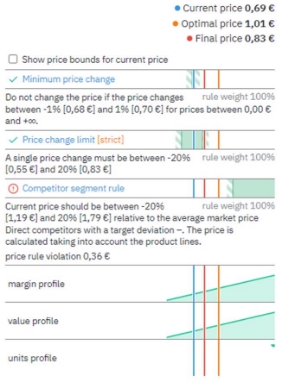 Current price 0,69 €
Optimal price 1,01 €
Final price 0,83 €
Show price bounds for current price
Minimum price change
Do not change the price if the price changes rule weight 100%
between -1% [0,68 €] and 1% [0,70 €] for prices between 0,00 €
and +∞.
Price change limit [strict]
A single price change must be between -20% rule weight 100%
[0,55 €] and 20% [0,83 €]
Competitor segment rule
Current price should be between -20% rule weight 100%
[1,19 €] and 20% [1,79 €] relative to the average market price
Direct competitors with a target deviation –. The price is
calculated taking into account the product lines.
price rule violation 0,36 €
margin profile
value profile
units profile